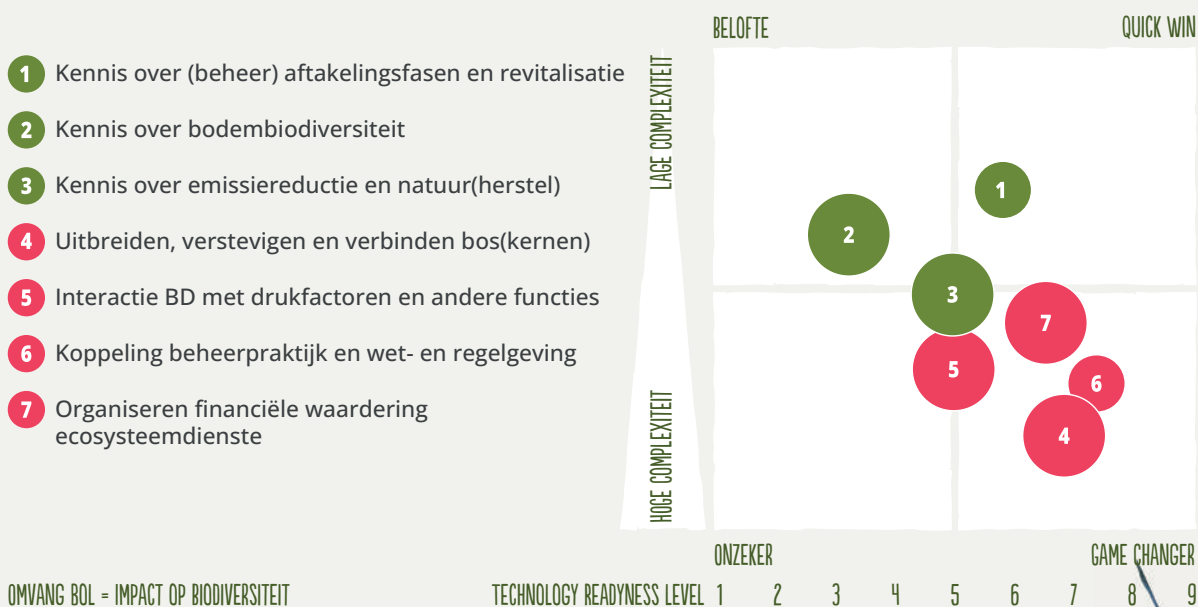 BELOFTE
QUICK WIN
1 Kennis over (beheer) aftakelingsfasen en revitalisatie
2 Kennis over bodembiodiversiteit
3 Kennis over emissiereductie en natuur(herstel)
4 Uitbreiden, verstevigen en verbinden bos(kernen)
5 Interactie BD met drukfactoren en andere functies
6 Koppeling beheerpraktijk en wet- en regelgeving
7 Organiseren financiële waardering
ecosysteemdienste
LAGE COMPLEXITEIT
HOGE COMPLEXITEIT
1
2
3
7
5
6
4
ONZEKER
GAME CHANGER
OMVANG BOL = IMPACT OP BIODIVERSITEIT
TECHNOLOGY READYNESS LEVEL 1 2 3 4 5 6 7 8 9